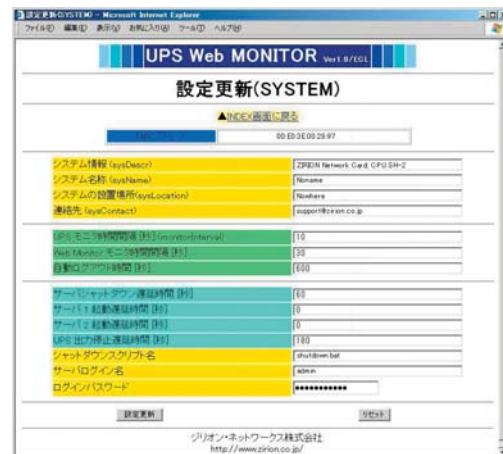 設定更新(SYSTEM) - Microsoft Internet Explorer
ファイル(F) 編集(E) 表示(V) お気に入り(A) ツール(T) ヘルプ(H)
UPS Web MONITOR Ver1.0/EGL
設定更新(SYSTEM)
▲INDEX画面に戻る
00:ED:3E:00:29:97
システム情報 (sysDescr) ZIRION Network Card, CPU:SH-2
システム名称 (sysName) Noname
システムの設置場所(sysLocation) Nowhere
連絡先 (sysContact) support@zirion.co.jp
UPS モニタ時間間隔 [秒] (monitorInterval) 10
Web Monitor モニタ時間間隔 [秒] 30
自動ログアウト時間 [秒] 600
サーバシャットダウン遅延時間 [秒] 60
サーバ 1 起動遅延時間 [秒] 0
サーバ 2 起動遅延時間 [秒] 0
UPS 出力停止遅延時間 [秒] 180
シャットダウンスクリプト名 shutdown.bat
サーバログイン名 admin
ログインパスワード ●●●●●●●●●●●
設定更新 リセット
ジリオン・ネットワークス株式会社
http://www.zirion.co.jp/